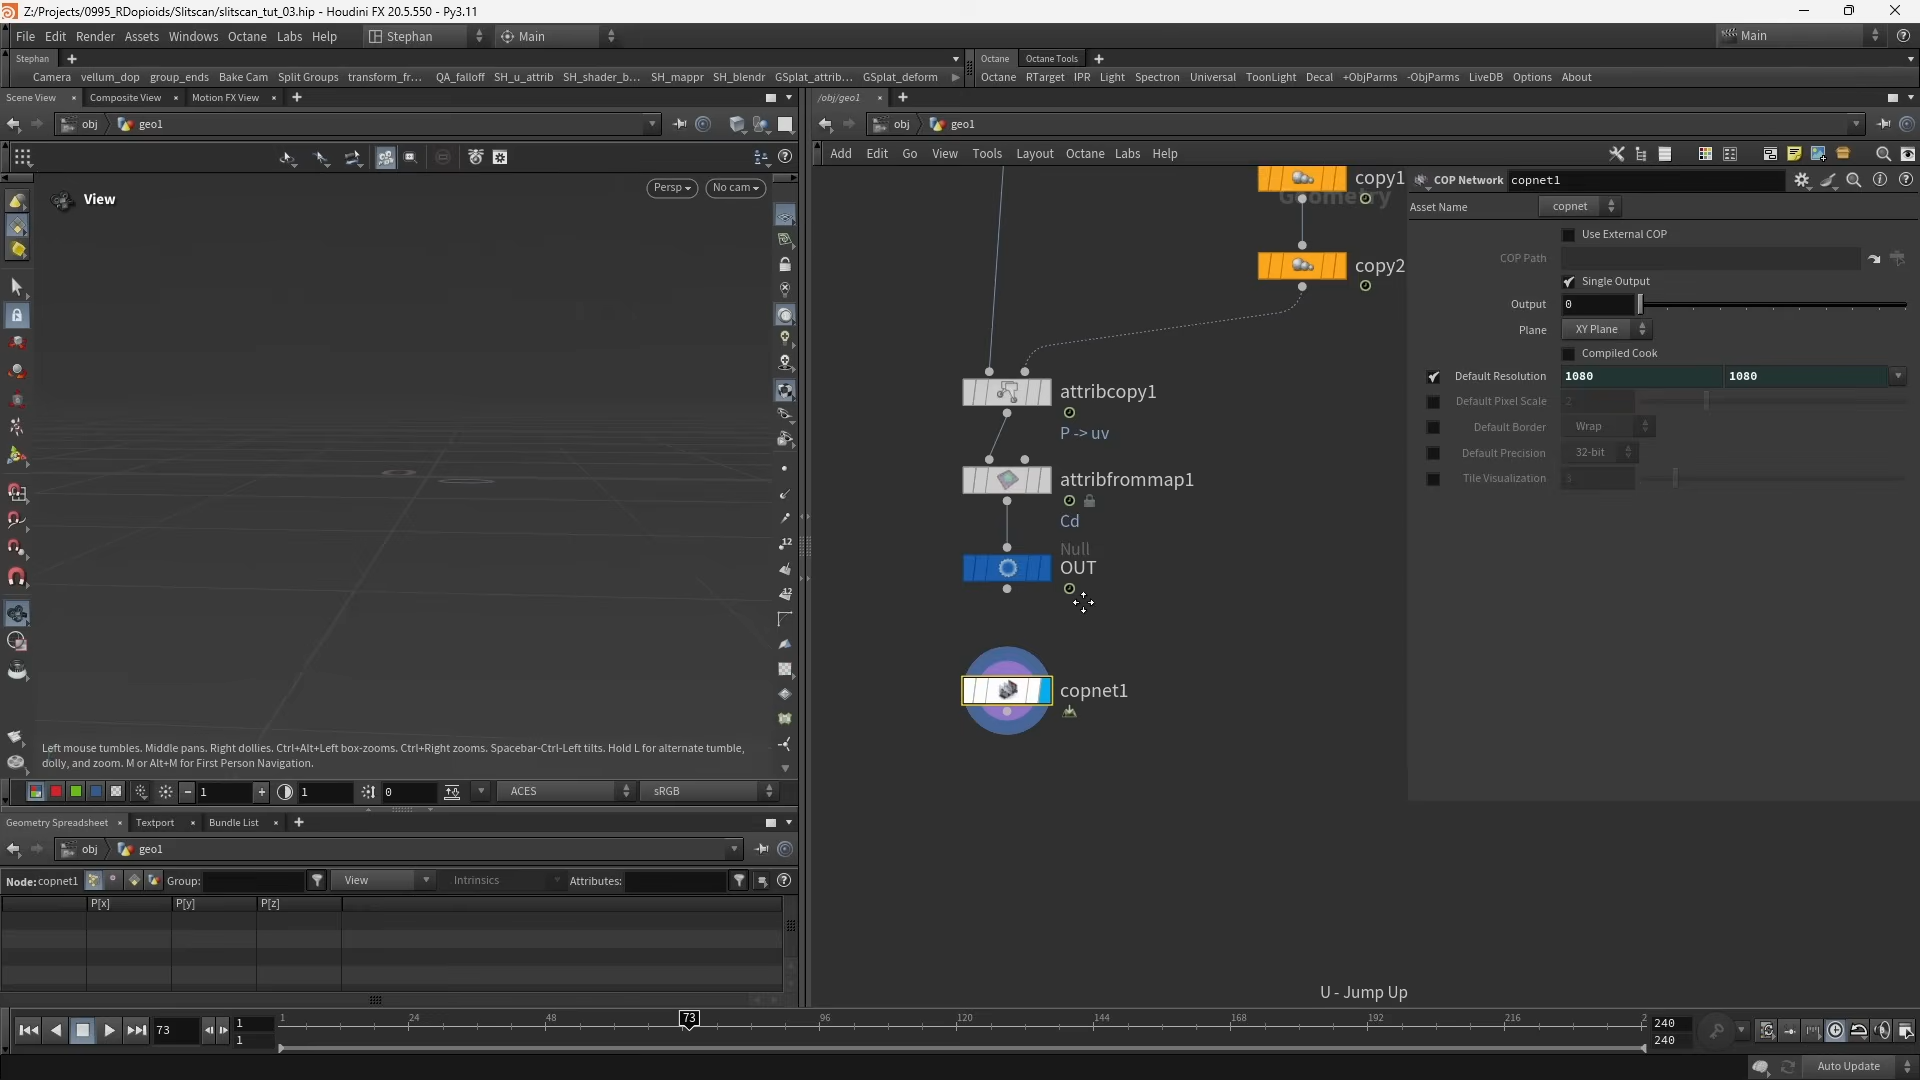 Z:/Projects/0995_RDopioids/Slitscan/slitscan_tut_03.hip - Houdini FX 20.5.550 - Py3.11
File Edit Render Assets Windows Octane Labs Help Stephan Main Main
Stephan Octane Octane Tools
Camera vellum_dop group_ends Bake Cam Split Groups transform_fr... QA_falloff SH_u_attrib SH_shader_b... SH_mappr SH_blendr GSplat_attrib... GSplat_deform Octane RTarget IPR Light Spectron Universal ToonLight Decal +ObjParms -ObjParms LiveDB Options About
Scene View Composite View Motion FX View /obj/geo1
obj geo1 obj geo1
Add Edit Go View Tools Layout Octane Labs Help
View Persp No cam
COP Network copnet1
Asset Name copnet
Use External COP
COP Path
Single Output
Output 0
Plane XY Plane
Compiled Cook
Default Resolution 1080 1080
Default Pixel Scale 2
Default Border Wrap
Default Precision 32-bit
Tile Visualization 3
copy1
Geometry
copy2
attribcopy1
P -> uv
attribfrommap1
Cd
Null
OUT
copnet1
U - Jump Up
12
12
Left mouse tumbles. Middle pans. Right dollies. Ctrl+Alt+Left box-zooms. Ctrl+Right zooms. Spacebar-Ctrl-Left tilts. Hold L for alternate tumble,
dolly, and zoom. M or Alt+M for First Person Navigation.
1 1 0 ACES sRGB
Geometry Spreadsheet Textport Bundle List
obj geo1
Node: copnet1 Group: View Intrinsics Attributes:
P[x] P[y] P[z]
73 1 1 24 48 73 96 120 144 168 192 216 2 240
1 240
Auto Update